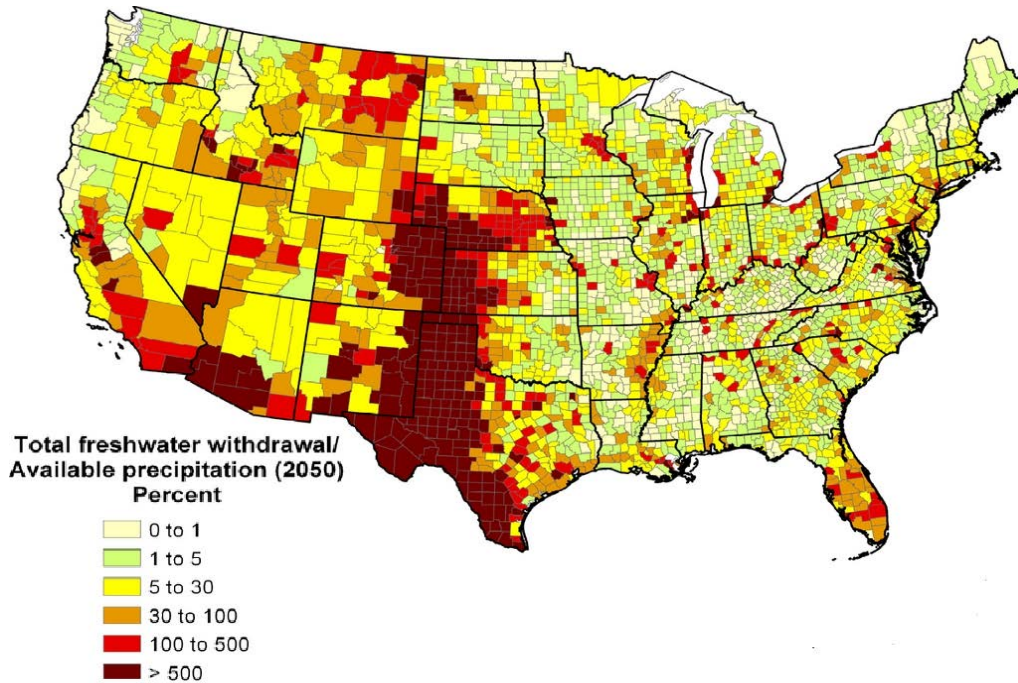 Total freshwater withdrawal/
Available precipitation (2050)
Percent
0 to 1
1 to 5
5 to 30
30 to 100
100 to 500
> 500